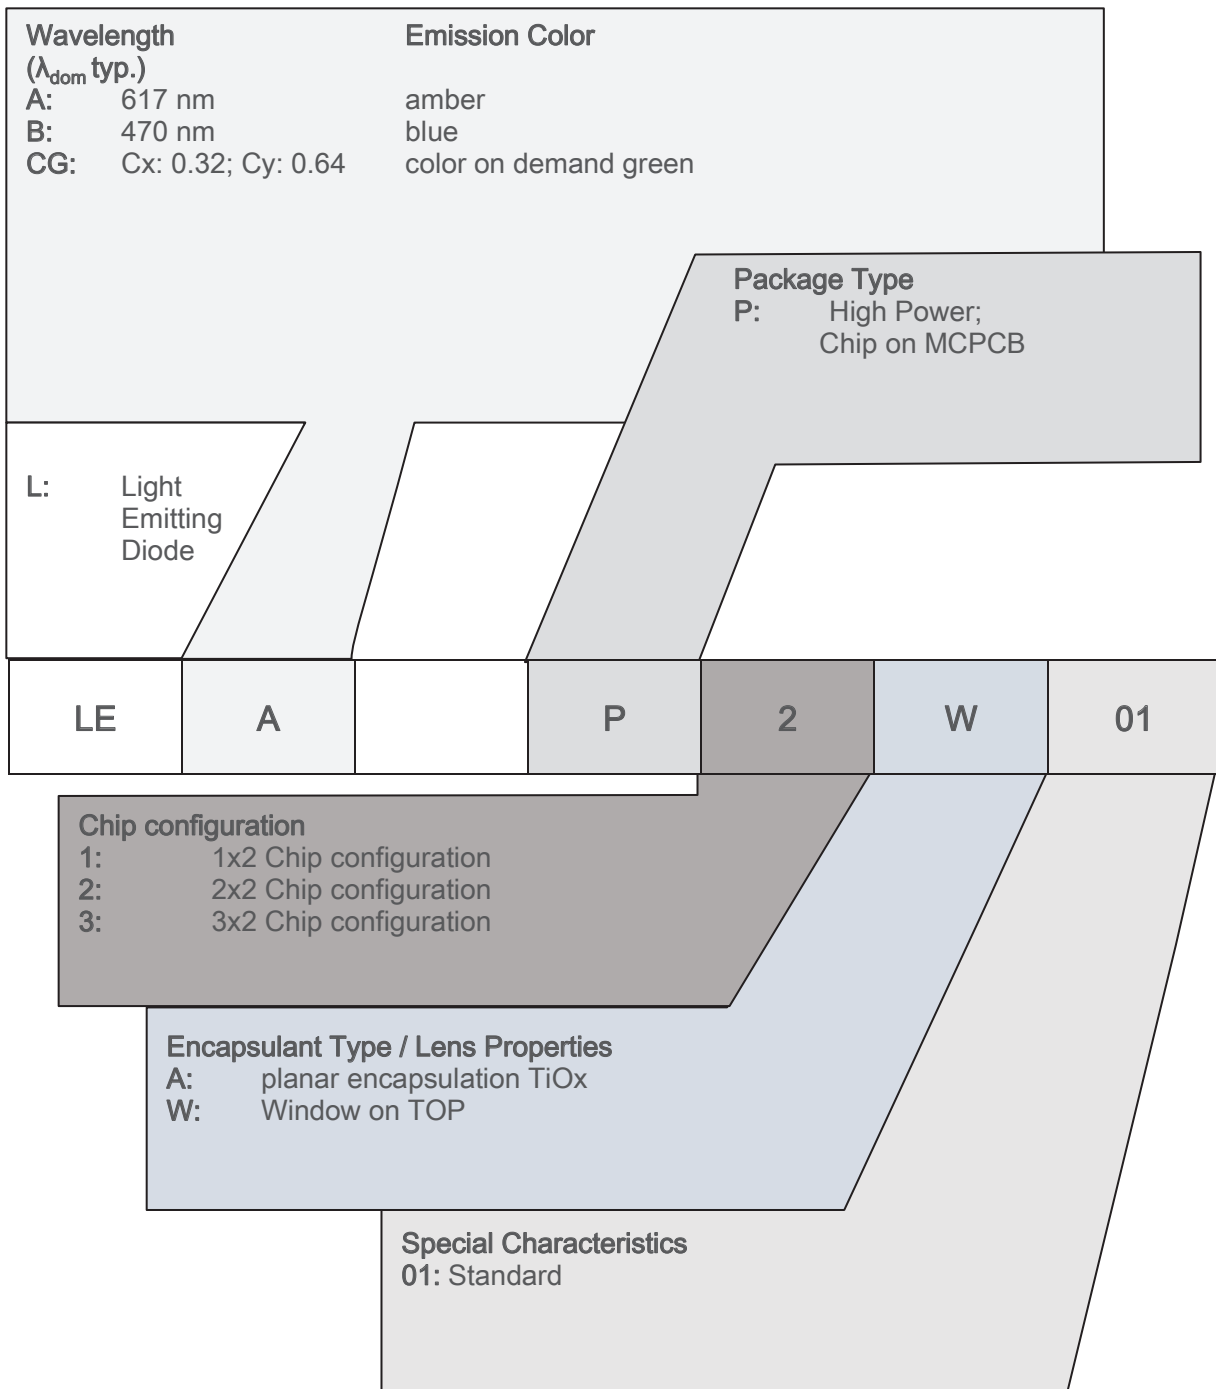 Wavelength Emission Color
(λdom typ.)
A: 617 nm amber
B: 470 nm blue
CG: Cx: 0.32; Cy: 0.64 color on demand green
Package Type
P: High Power;
Chip on MCPCB
L: Light
Emitting
Diode
LE A P 2 W 01
Chip configuration
1: 1x2 Chip configuration
2: 2x2 Chip configuration
3: 3x2 Chip configuration
Encapsulant Type / Lens Properties
A: planar encapsulation TiOx
W: Window on TOP
Special Characteristics
01: Standard